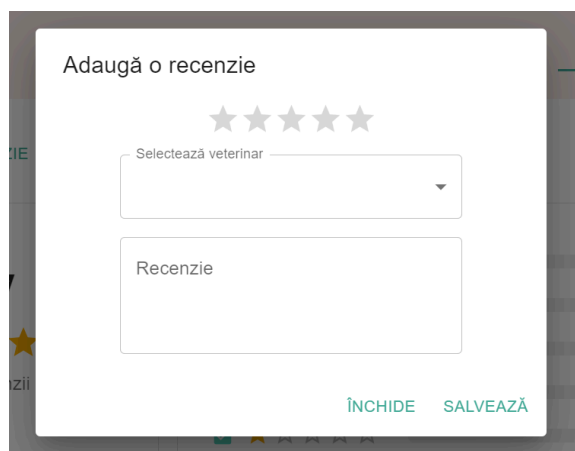 Adaugă o recenzie
Selectează veterinar
Recenzie
ÎNCHIDE SALVEAZĂ